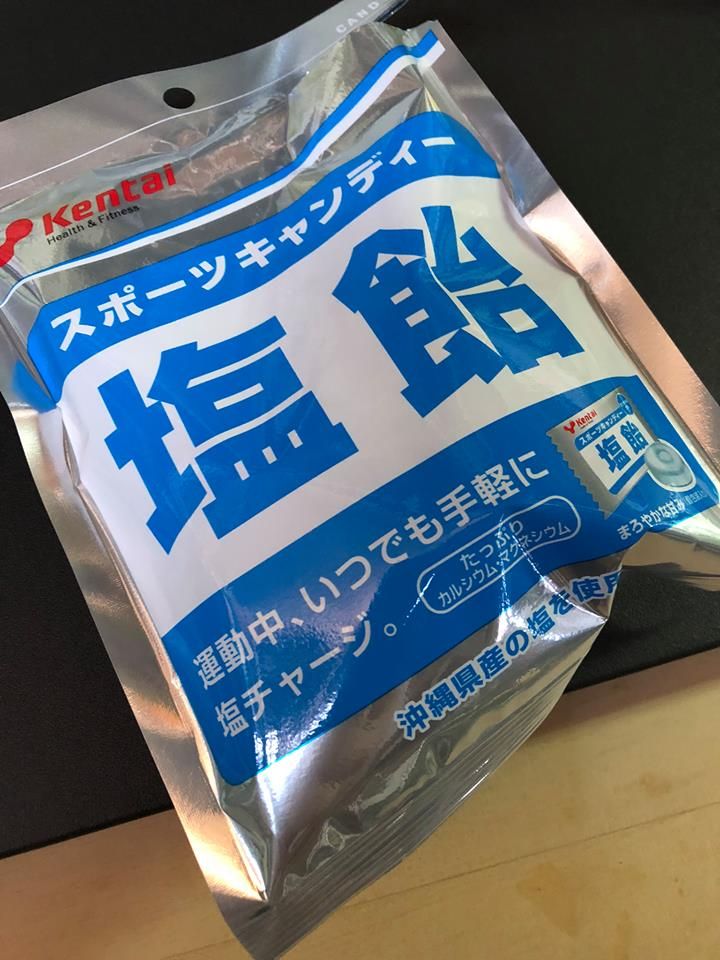 CAND
Kentai
Health & Fitness
スポーツキャンディー
塩飴
Kentai
スポーツキャンディー
塩飴
まろやかな甘み
運動中、いつでも手軽に
塩チャージ。
たっぷり
カルシウム・マグネシウム
沖縄県産の塩を使用